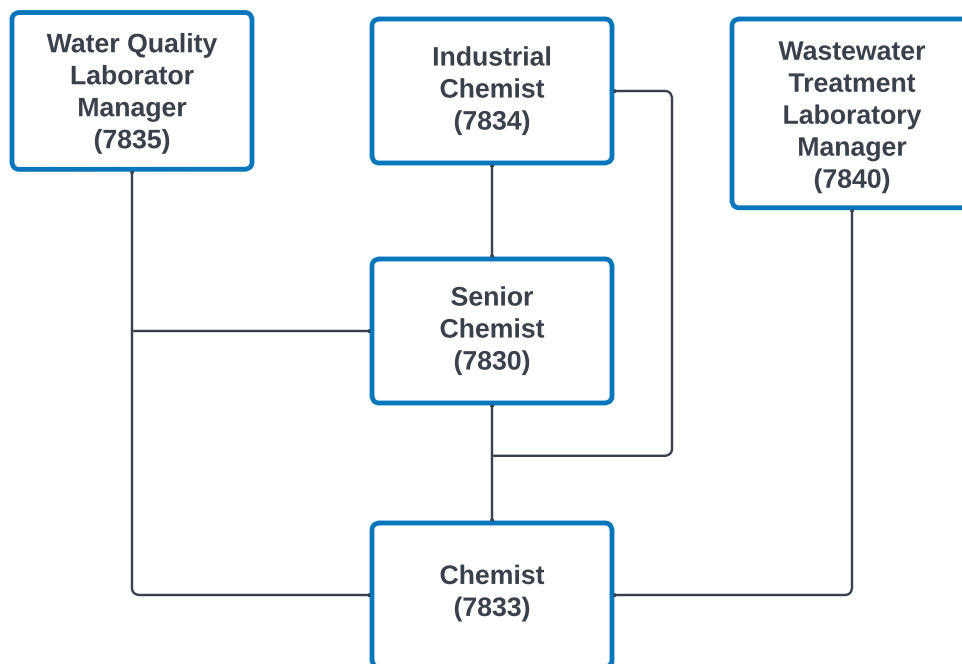 Water Quality
Laborator
Manager
(7835)
Industrial
Chemist
(7834)
Wastewater
Treatment
Laboratory
Manager
(7840)
Senior
Chemist
(7830)
Chemist
(7833)